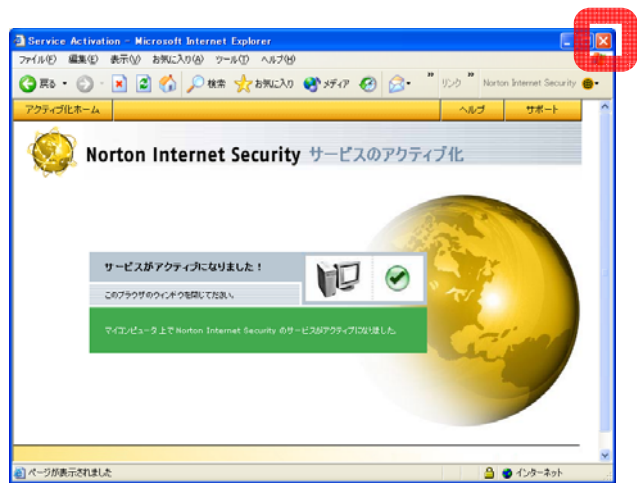 Service Activation - Microsoft Internet Explorer
ファイル(F) 編集(E) 表示(V) お気に入り(A) ツール(T) ヘルプ(H)
戻る 検索 お気に入り メディア リンク Norton Internet Security
アクティブ化ホーム ヘルプ サポート
Norton Internet Security サービスのアクティブ化
サービスがアクティブになりました！
このブラウザのウィンドウを閉じてください。
マイコンピュータ上で Norton Internet Security のサービスがアクティブになりました。
ページが表示されました インターネット